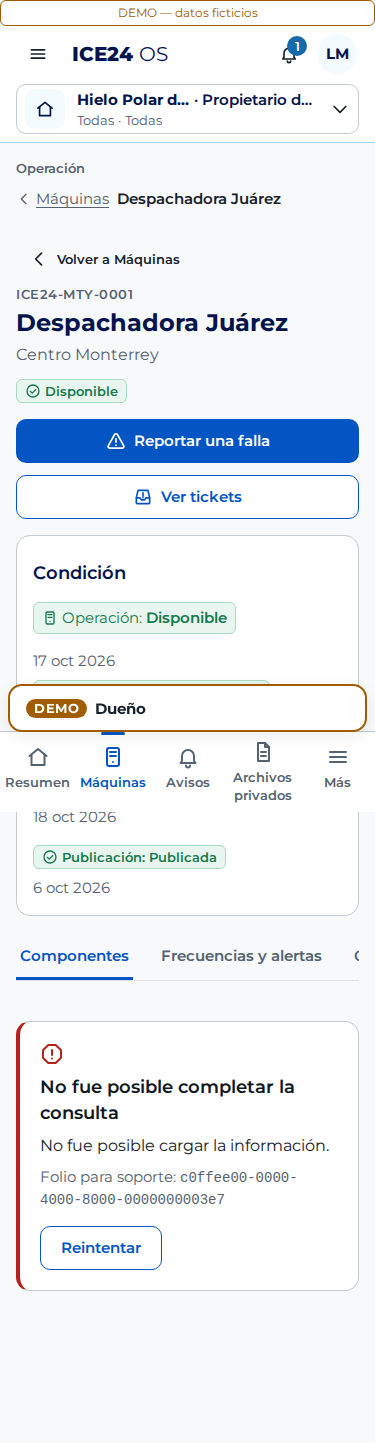 DEMO — datos ficticios
ICE24 OS
1
LM
Hielo Polar d... · Propietario d...
Todas · Todas
Operación
Máquinas Despachadora Juárez
Volver a Máquinas
ICE24-MTY-0001
Despachadora Juárez
Centro Monterrey
Disponible
Reportar una falla
Ver tickets
Condición
Operación: Disponible
17 oct 2026
DEMO Dueño
Resumen
Máquinas
Avisos
Archivos privados
Más
18 oct 2026
Publicación: Publicada
6 oct 2026
Componentes
Frecuencias y alertas
No fue posible completar la
consulta
No fue posible cargar la información.
Folio para soporte: c0ffee00-0000-
4000-8000-0000000003e7
Reintentar